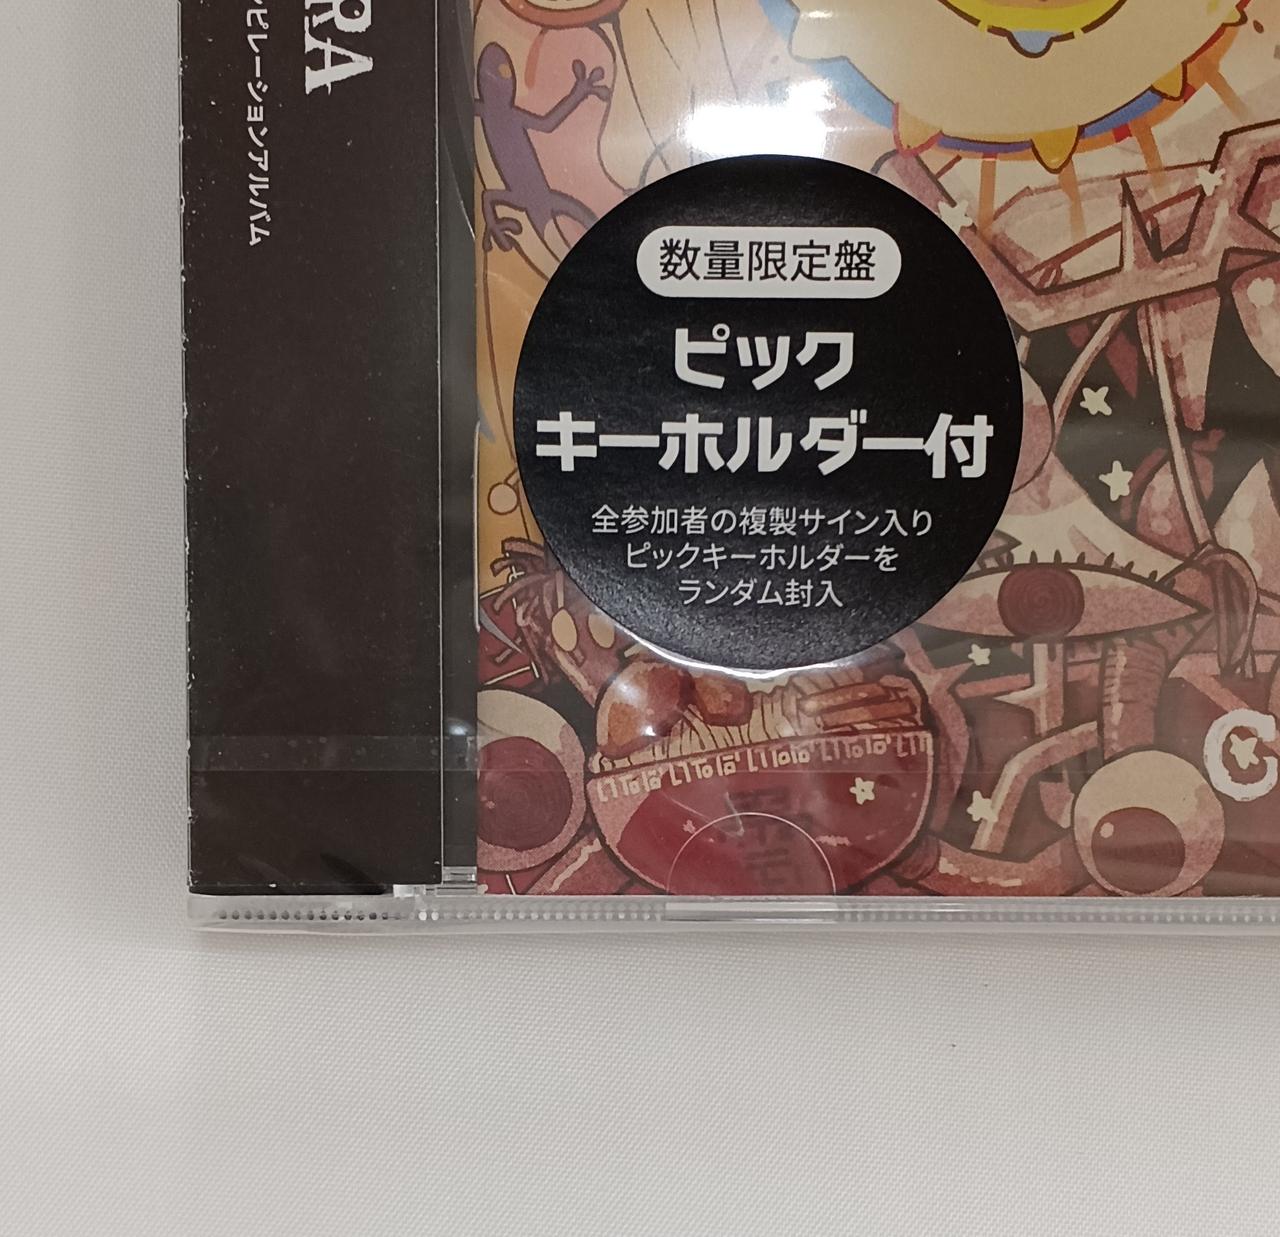 RA
ンピレーションアルバム
数量限定盤
ピック
キーホルダー付
全参加者の複製サイン入り
ピックキーホルダーを
ランダム封入
C